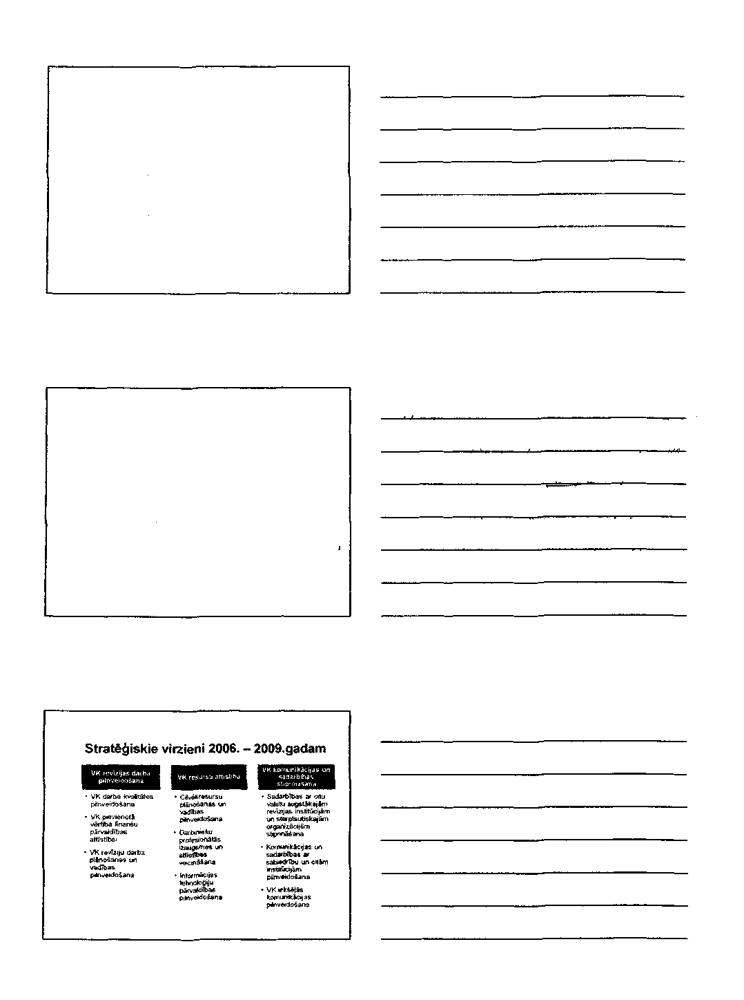 Stratēģiskie virzieni 2006. – 2009.gadam
VK revīzijas darba
pilnveidošana
• VK darba kvalitātes
pilnveidošana
• VK pievienotā
vērtība finanšu
pārvaldības
attīstībai
• VK revīziju darba
plānošanas un
vadības
pilnveidošana
VK resursu attīstība
• Cilvēkresursu
plānošanas un
vadības
pilnveidošana
• Darbinieku
profesionālās
izaugsmes un
attīstības
veicināšana
• Informācijas
tehnoloģiju
pārvaldības
pilnveidošana
VK komunikācijas un
sadarbības
stiprināšana
• Sadarbības ar citu
valstu augstākajām
revīzijas institūcijām
un starptautiskajām
organizācijām
stiprināšana
• Komunikācijas un
sadarbības ar
sabiedrību un citām
institūcijām
pilnveidošana
• VK iekšējās
komunikācijas
pilnveidošana